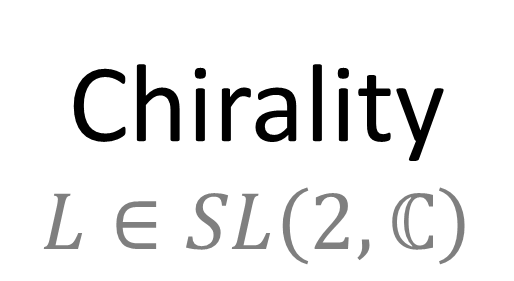 Chirality
L ∈ SL(2, ℂ)